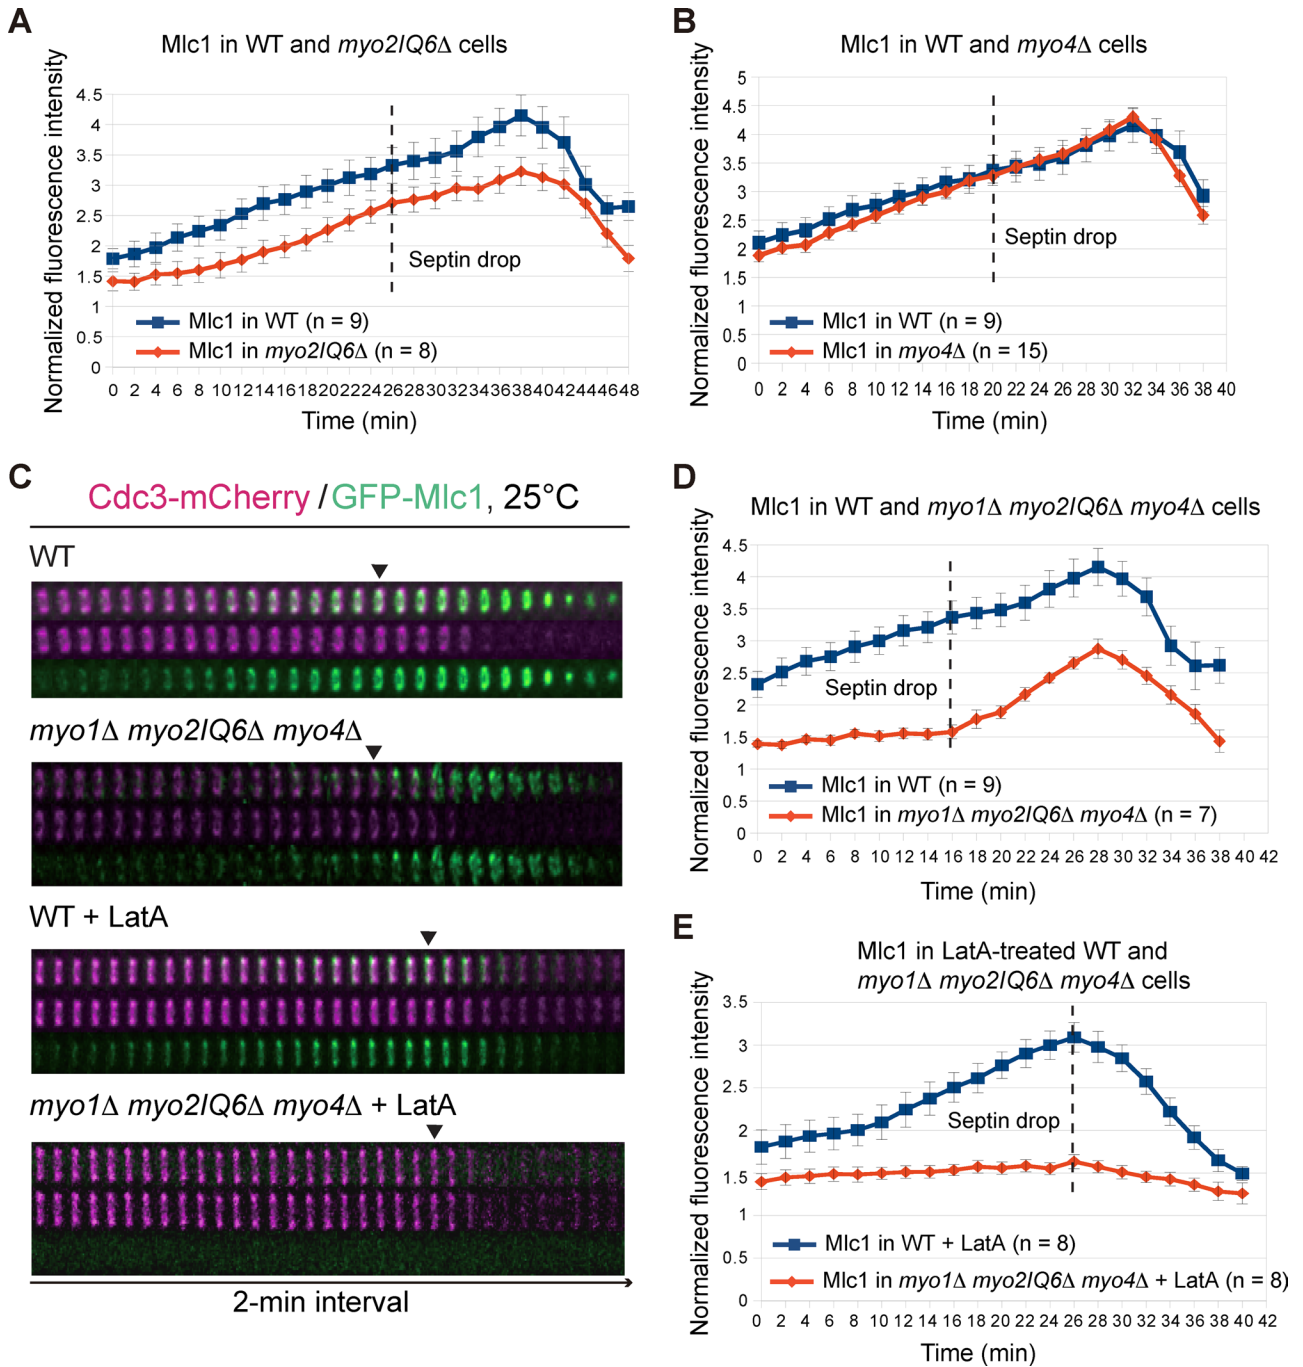 A
Mlc1 in WT and myo2IQ6Δ cells
Normalized fluorescence intensity
4.5
4
3.5
3
2.5
2
1.5
1
0.5
0
Septin drop
Mlc1 in WT (n = 9)
Mlc1 in myo2IQ6Δ (n = 8)
0 2 4 6 8 10 12 14 16 18 20 22 24 26 28 30 32 34 36 38 40 42 44 46 48
Time (min)
B
Mlc1 in WT and myo4Δ cells
Normalized fluorescence intensity
5
4.5
4
3.5
3
2.5
2
1.5
1
0.5
0
Septin drop
Mlc1 in WT (n = 9)
Mlc1 in myo4Δ (n = 15)
0 2 4 6 8 10 12 14 16 18 20 22 24 26 28 30 32 34 36 38 40
Time (min)
C
Cdc3-mCherry / GFP-Mlc1, 25°C
WT
myo1Δ myo2IQ6Δ myo4Δ
WT + LatA
myo1Δ myo2IQ6Δ myo4Δ + LatA
2-min interval
D
Mlc1 in WT and myo1Δ myo2IQ6Δ myo4Δ cells
Normalized fluorescence intensity
4.5
4
3.5
3
2.5
2
1.5
1
0.5
0
Septin drop
Mlc1 in WT (n = 9)
Mlc1 in myo1Δ myo2IQ6Δ myo4Δ (n = 7)
0 2 4 6 8 10 12 14 16 18 20 22 24 26 28 30 32 34 36 38 40 42
Time (min)
E
Mlc1 in LatA-treated WT and
myo1Δ myo2IQ6Δ myo4Δ cells
Normalized fluorescence intensity
3.5
3
2.5
2
1.5
1
0.5
0
Septin drop
Mlc1 in WT + LatA (n = 8)
Mlc1 in myo1Δ myo2IQ6Δ myo4Δ + LatA (n = 8)
0 2 4 6 8 10 12 14 16 18 20 22 24 26 28 30 32 34 36 38 40 42
Time (min)